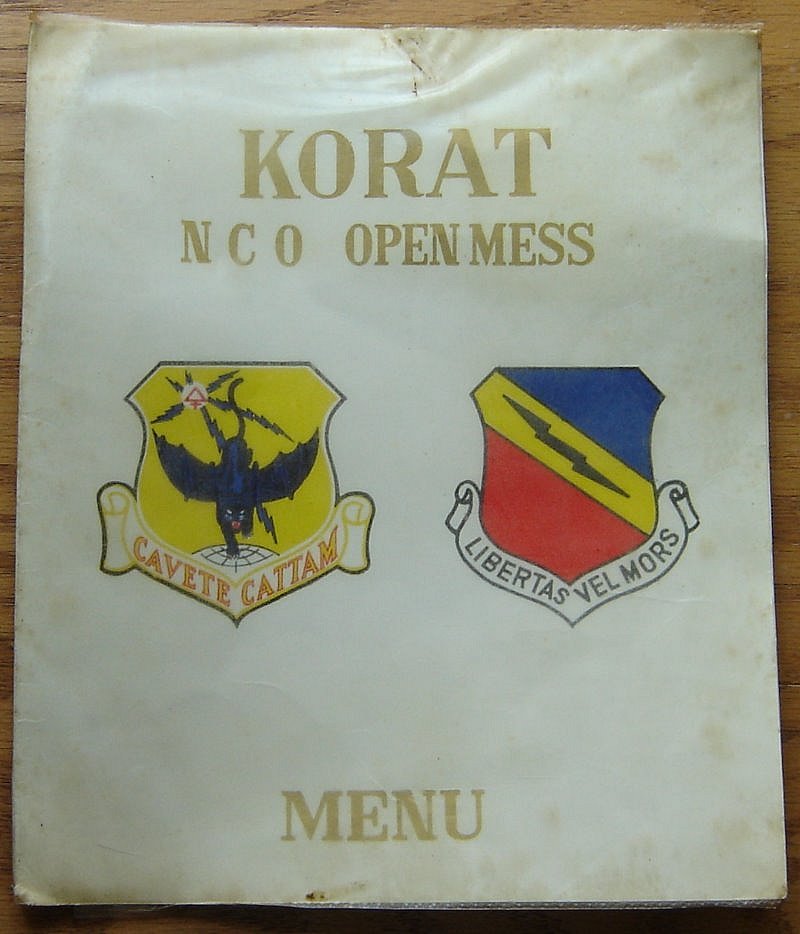 KORAT
NCO OPEN MESS
CAVETE CATTAM
LIBERTAS VEL MORS
MENU